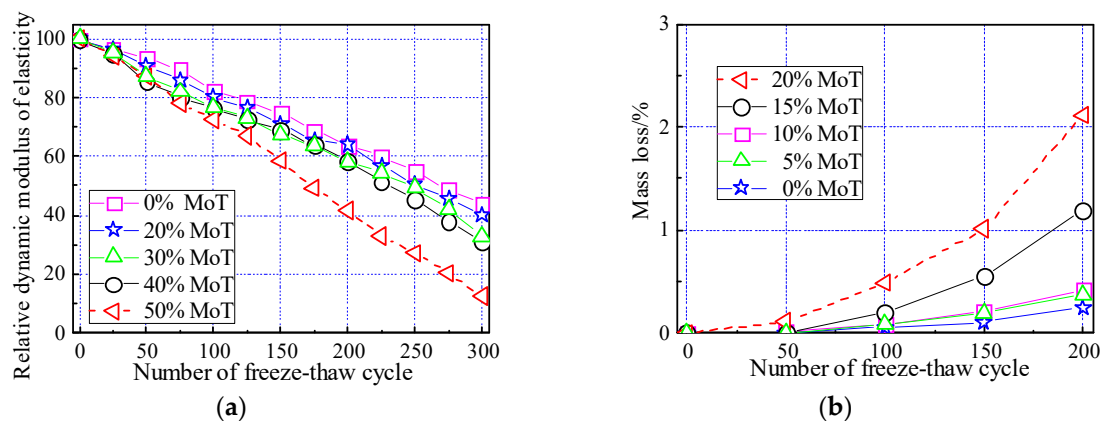 Relative dynamic modulus of elasticity
100
80
60
40
20
0
0% MoT
20% MoT
30% MoT
40% MoT
50% MoT
0 50 100 150 200 250 300
Number of freeze-thaw cycle
(a)
Mass loss/%
3
2
1
0
20% MoT
15% MoT
10% MoT
5% MoT
0% MoT
0 50 100 150 200
Number of freeze-thaw cycle
(b)